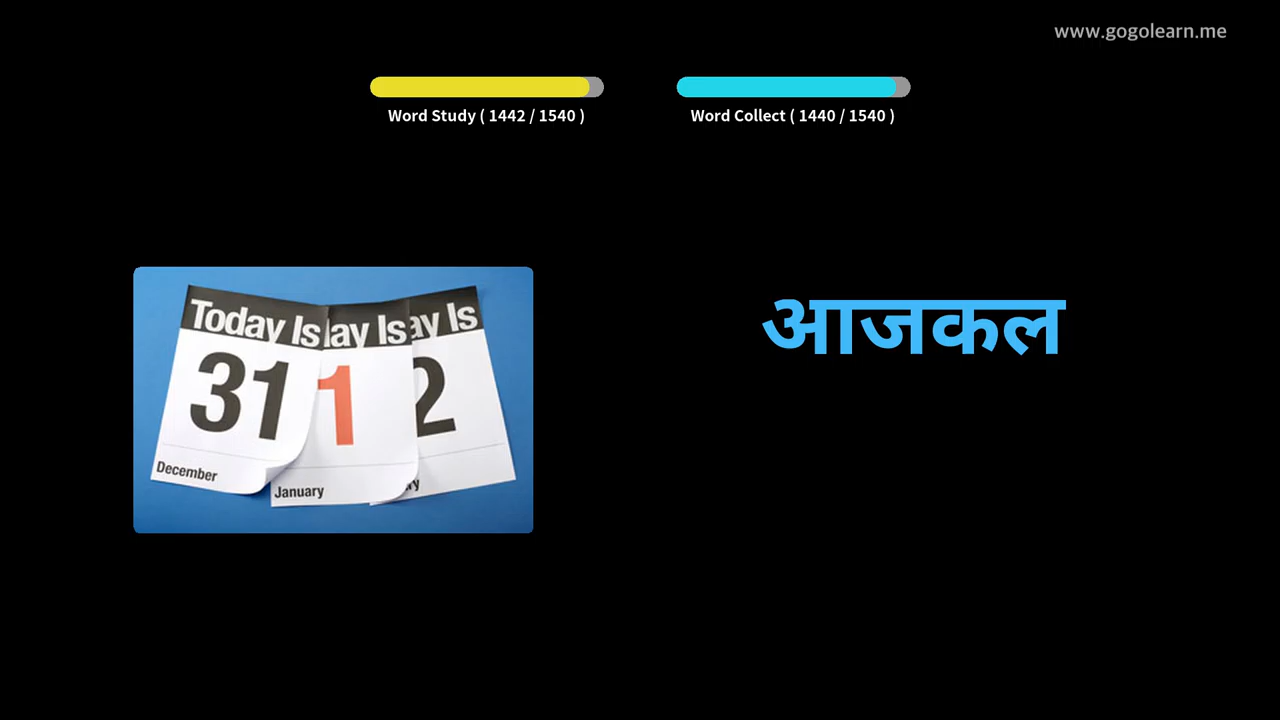 www.gogolearn.me
Word Study ( 1442 / 1540 )
Word Collect ( 1440 / 1540 )
आजकल
Today Is
31
December
ay Is
1
January
ay Is
2
ry